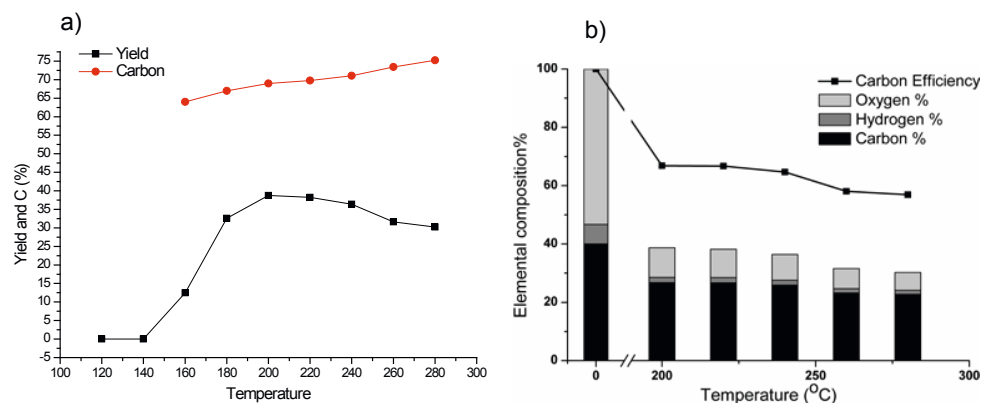 a)
Yield
Carbon
75
70
65
60
55
50
45
40
35
30
25
20
15
10
5
0
-5
Yield and C (%)
100 120 140 160 180 200 220 240 260 280 300
Temperature
b)
Carbon Efficiency
Oxygen %
Hydrogen %
Carbon %
100
80
60
40
20
0
Elemental composition%
0 200 250 300
Temperature (OC)